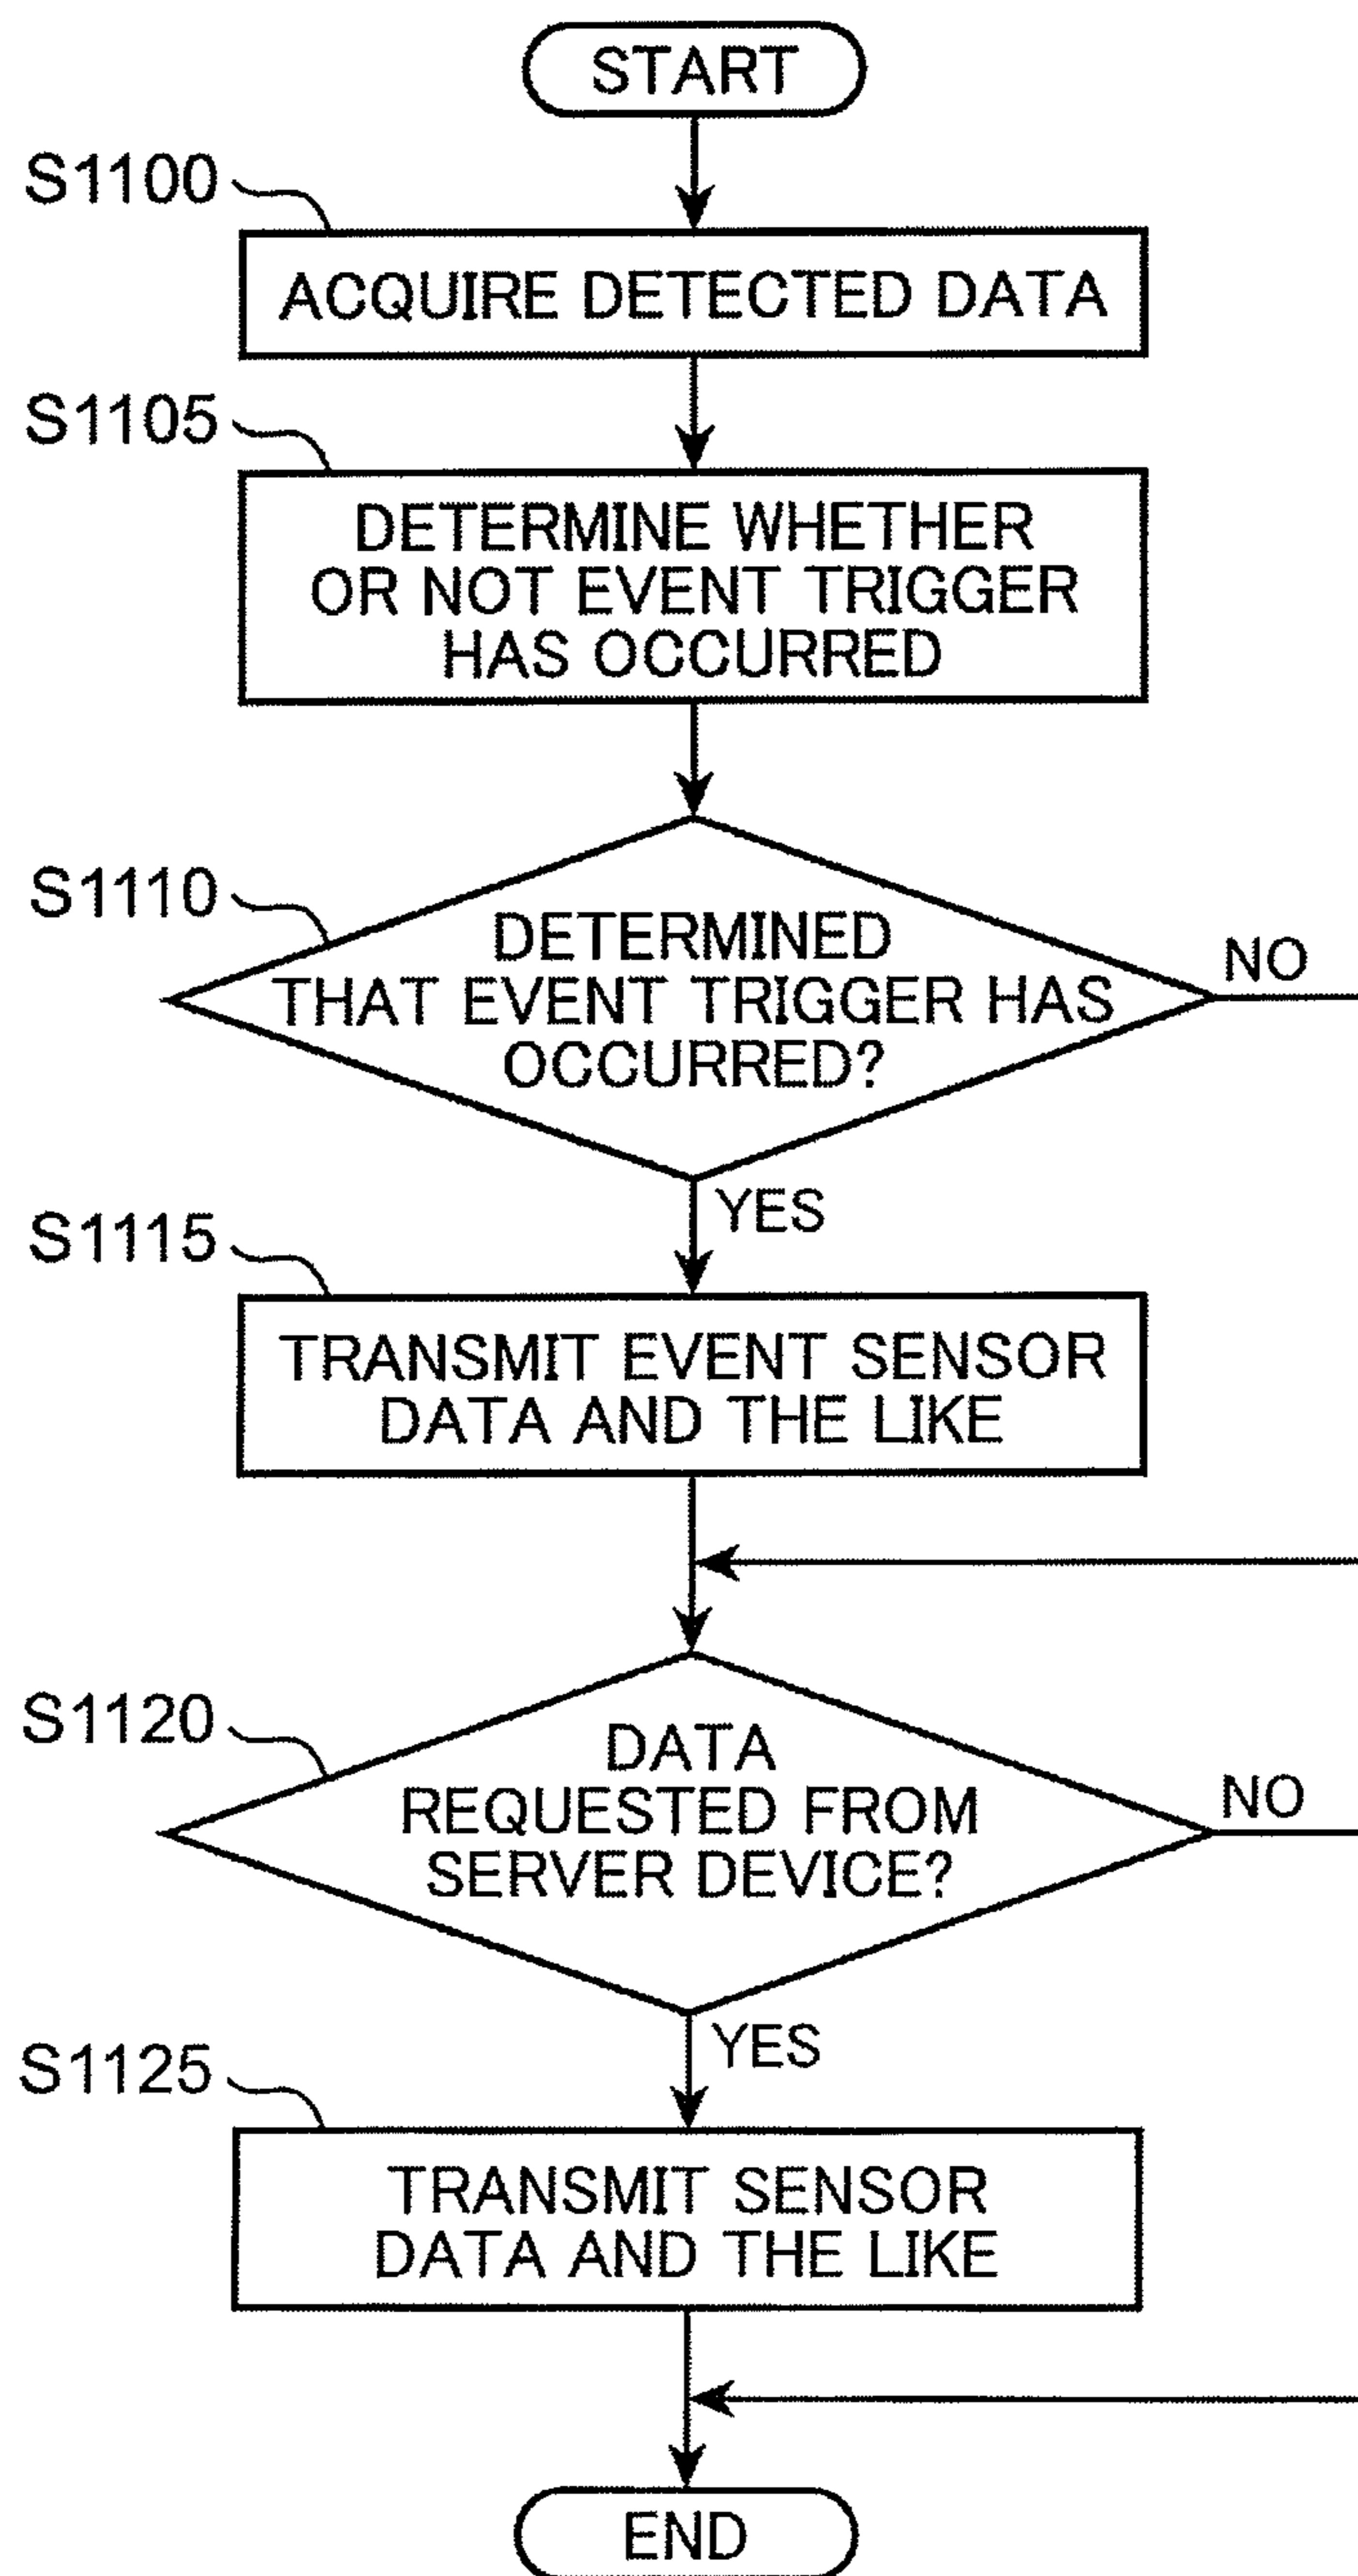 START
S1100
ACQUIRE DETECTED DATA
S1105
DETERMINE WHETHER
OR NOT EVENT TRIGGER
HAS OCCURRED
S1110
DETERMINED
THAT EVENT TRIGGER HAS
OCCURRED?
NO
YES
S1115
TRANSMIT EVENT SENSOR
DATA AND THE LIKE
S1120
DATA
REQUESTED FROM
SERVER DEVICE?
NO
YES
S1125
TRANSMIT SENSOR
DATA AND THE LIKE
END